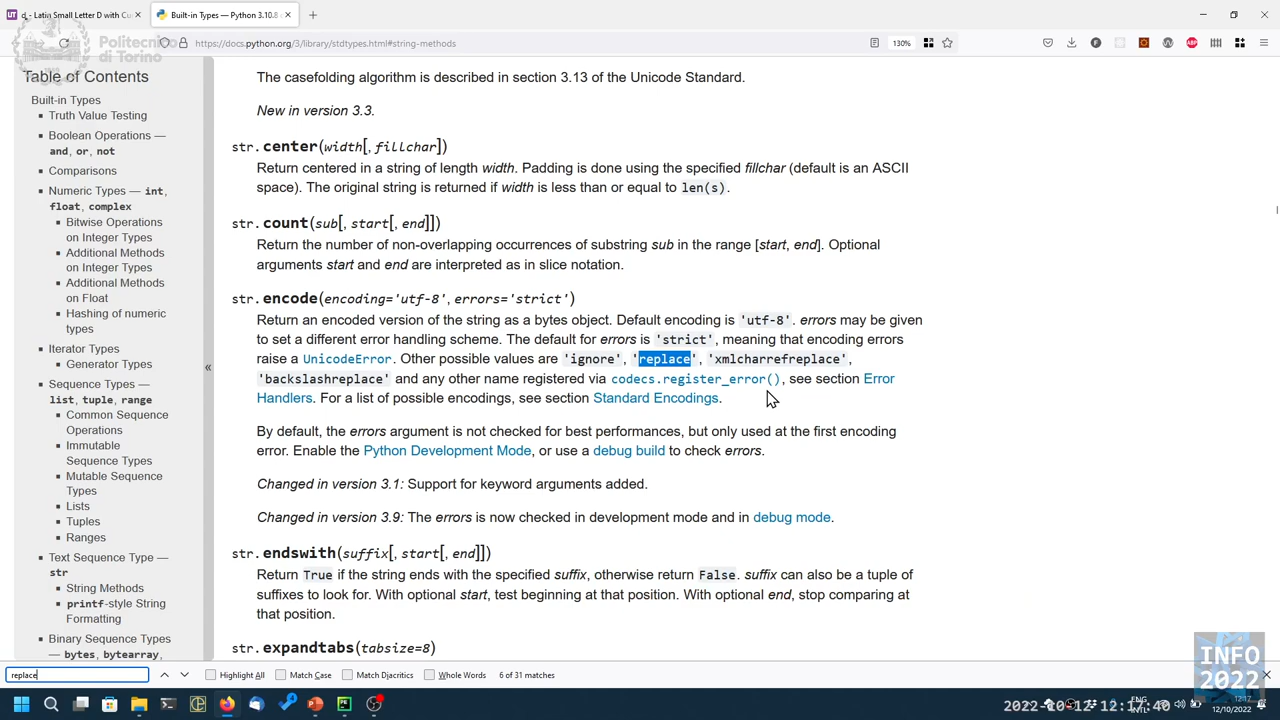 d - Latin Small Letter D with Cu
Built-in Types — Python 3.10.8
Politecnico
di Torino
https://docs.python.org/3/library/stdtypes.html#string-methods
130%
Table of Contents
Built-in Types
Truth Value Testing
Boolean Operations —
and, or, not
Comparisons
Numeric Types — int,
float, complex
Bitwise Operations
on Integer Types
Additional Methods
on Integer Types
Additional Methods
on Float
Hashing of numeric
types
Iterator Types
Generator Types
Sequence Types —
list, tuple, range
Common Sequence
Operations
Immutable
Sequence Types
Mutable Sequence
Types
Lists
Tuples
Ranges
Text Sequence Type —
str
String Methods
printf-style String
Formatting
Binary Sequence Types
— bytes, bytearray,
«
The casefolding algorithm is described in section 3.13 of the Unicode Standard.
New in version 3.3.
str.center(width[, fillchar])
Return centered in a string of length width. Padding is done using the specified fillchar (default is an ASCII
space). The original string is returned if width is less than or equal to len(s).
str.count(sub[, start[, end]])
Return the number of non-overlapping occurrences of substring sub in the range [start, end]. Optional
arguments start and end are interpreted as in slice notation.
str.encode(encoding='utf-8', errors='strict')
Return an encoded version of the string as a bytes object. Default encoding is 'utf-8'. errors may be given
to set a different error handling scheme. The default for errors is 'strict', meaning that encoding errors
raise a UnicodeError. Other possible values are 'ignore', 'replace', 'xmlcharrefreplace',
'backslashreplace' and any other name registered via codecs.register_error(), see section Error
Handlers. For a list of possible encodings, see section Standard Encodings.
By default, the errors argument is not checked for best performances, but only used at the first encoding
error. Enable the Python Development Mode, or use a debug build to check errors.
Changed in version 3.1: Support for keyword arguments added.
Changed in version 3.9: The errors is now checked in development mode and in debug mode.
str.endswith(suffix[, start[, end]])
Return True if the string ends with the specified suffix, otherwise return False. suffix can also be a tuple of
suffixes to look for. With optional start, test beginning at that position. With optional end, stop comparing at
that position.
str.expandtabs(tabsize=8)
replace
Highlight All
Match Case
Match Diacritics
Whole Words
6 of 31 matches
INFO
2022
ENG
INTL
12:17
12/10/2022
2022-10-12 12:17:40